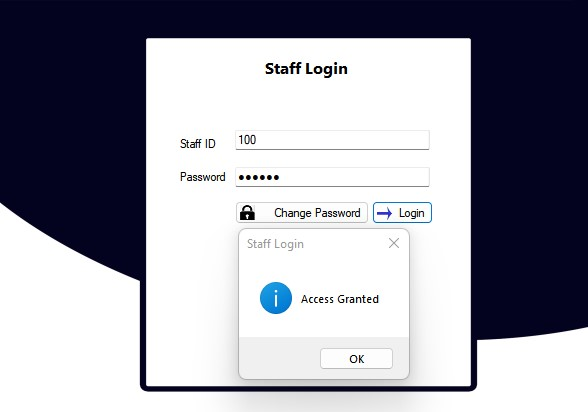 Staff Login
Staff ID 100
Password ●●●●●●
Change Password Login
Staff Login
Access Granted
OK